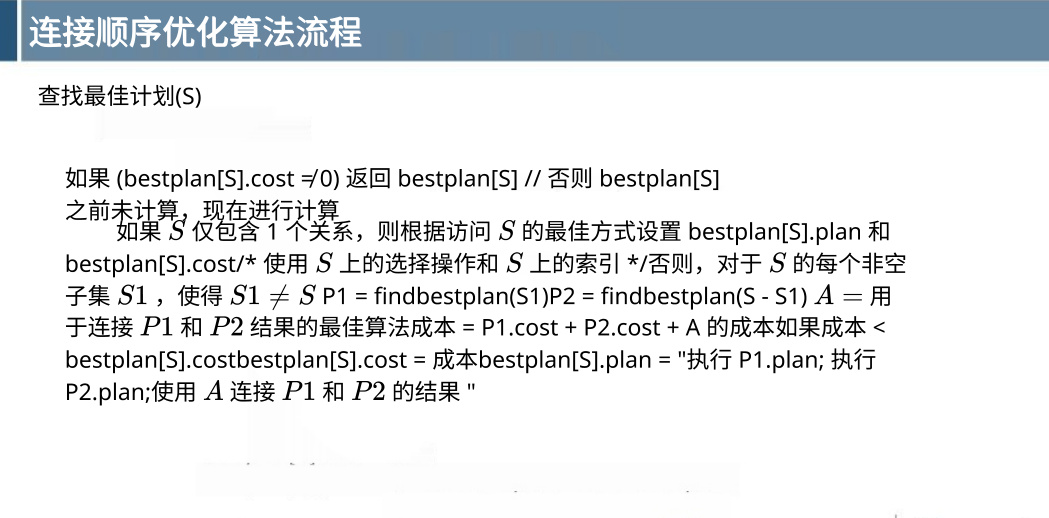 连接顺序优化算法流程
查找最佳计划(S)
如果 (bestplan[S].cost ≠ 0) 返回 bestplan[S] // 否则 bestplan[S]
之前未计算，现在进行计算
如果 S 仅包含 1 个关系，则根据访问 S 的最佳方式设置 bestplan[S].plan 和
bestplan[S].cost/* 使用 S 上的选择操作和 S 上的索引 */否则，对于 S 的每个非空
子集 S1 ，使得 S1 ≠ S P1 = findbestplan(S1)P2 = findbestplan(S - S1) A = 用
于连接 P1 和 P2 结果的最佳算法成本 = P1.cost + P2.cost + A 的成本如果成本 <
bestplan[S].costbestplan[S].cost = 成本bestplan[S].plan = "执行 P1.plan; 执行
P2.plan;使用 A 连接 P1 和 P2 的结果 "